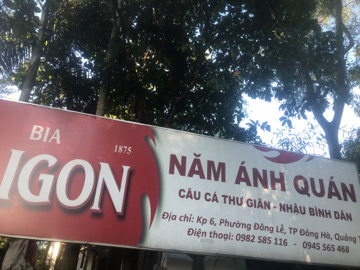 BIA
1875
IGON
NĂM ÁNH QUÁN
CÂU CÁ THƯ GIÃN - NHẬU BÌNH DÂN
Địa chỉ: Kp 6, Phường Đông Lễ, TP Đông Hà, Quảng T
Điện thoại: 0982 585 116 - 0945 565 468